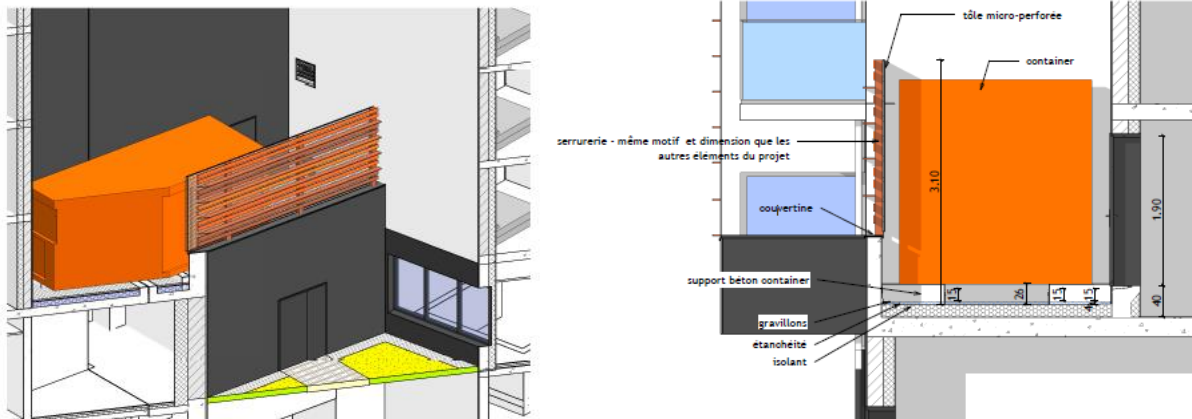 tôle micro-perforée
container
serrurerie - même motif et dimension que les
autres éléments du projet
3.10
1.90
couvertine
support béton container
15
26
15
15
40
gravillons
étanchéité
isolant